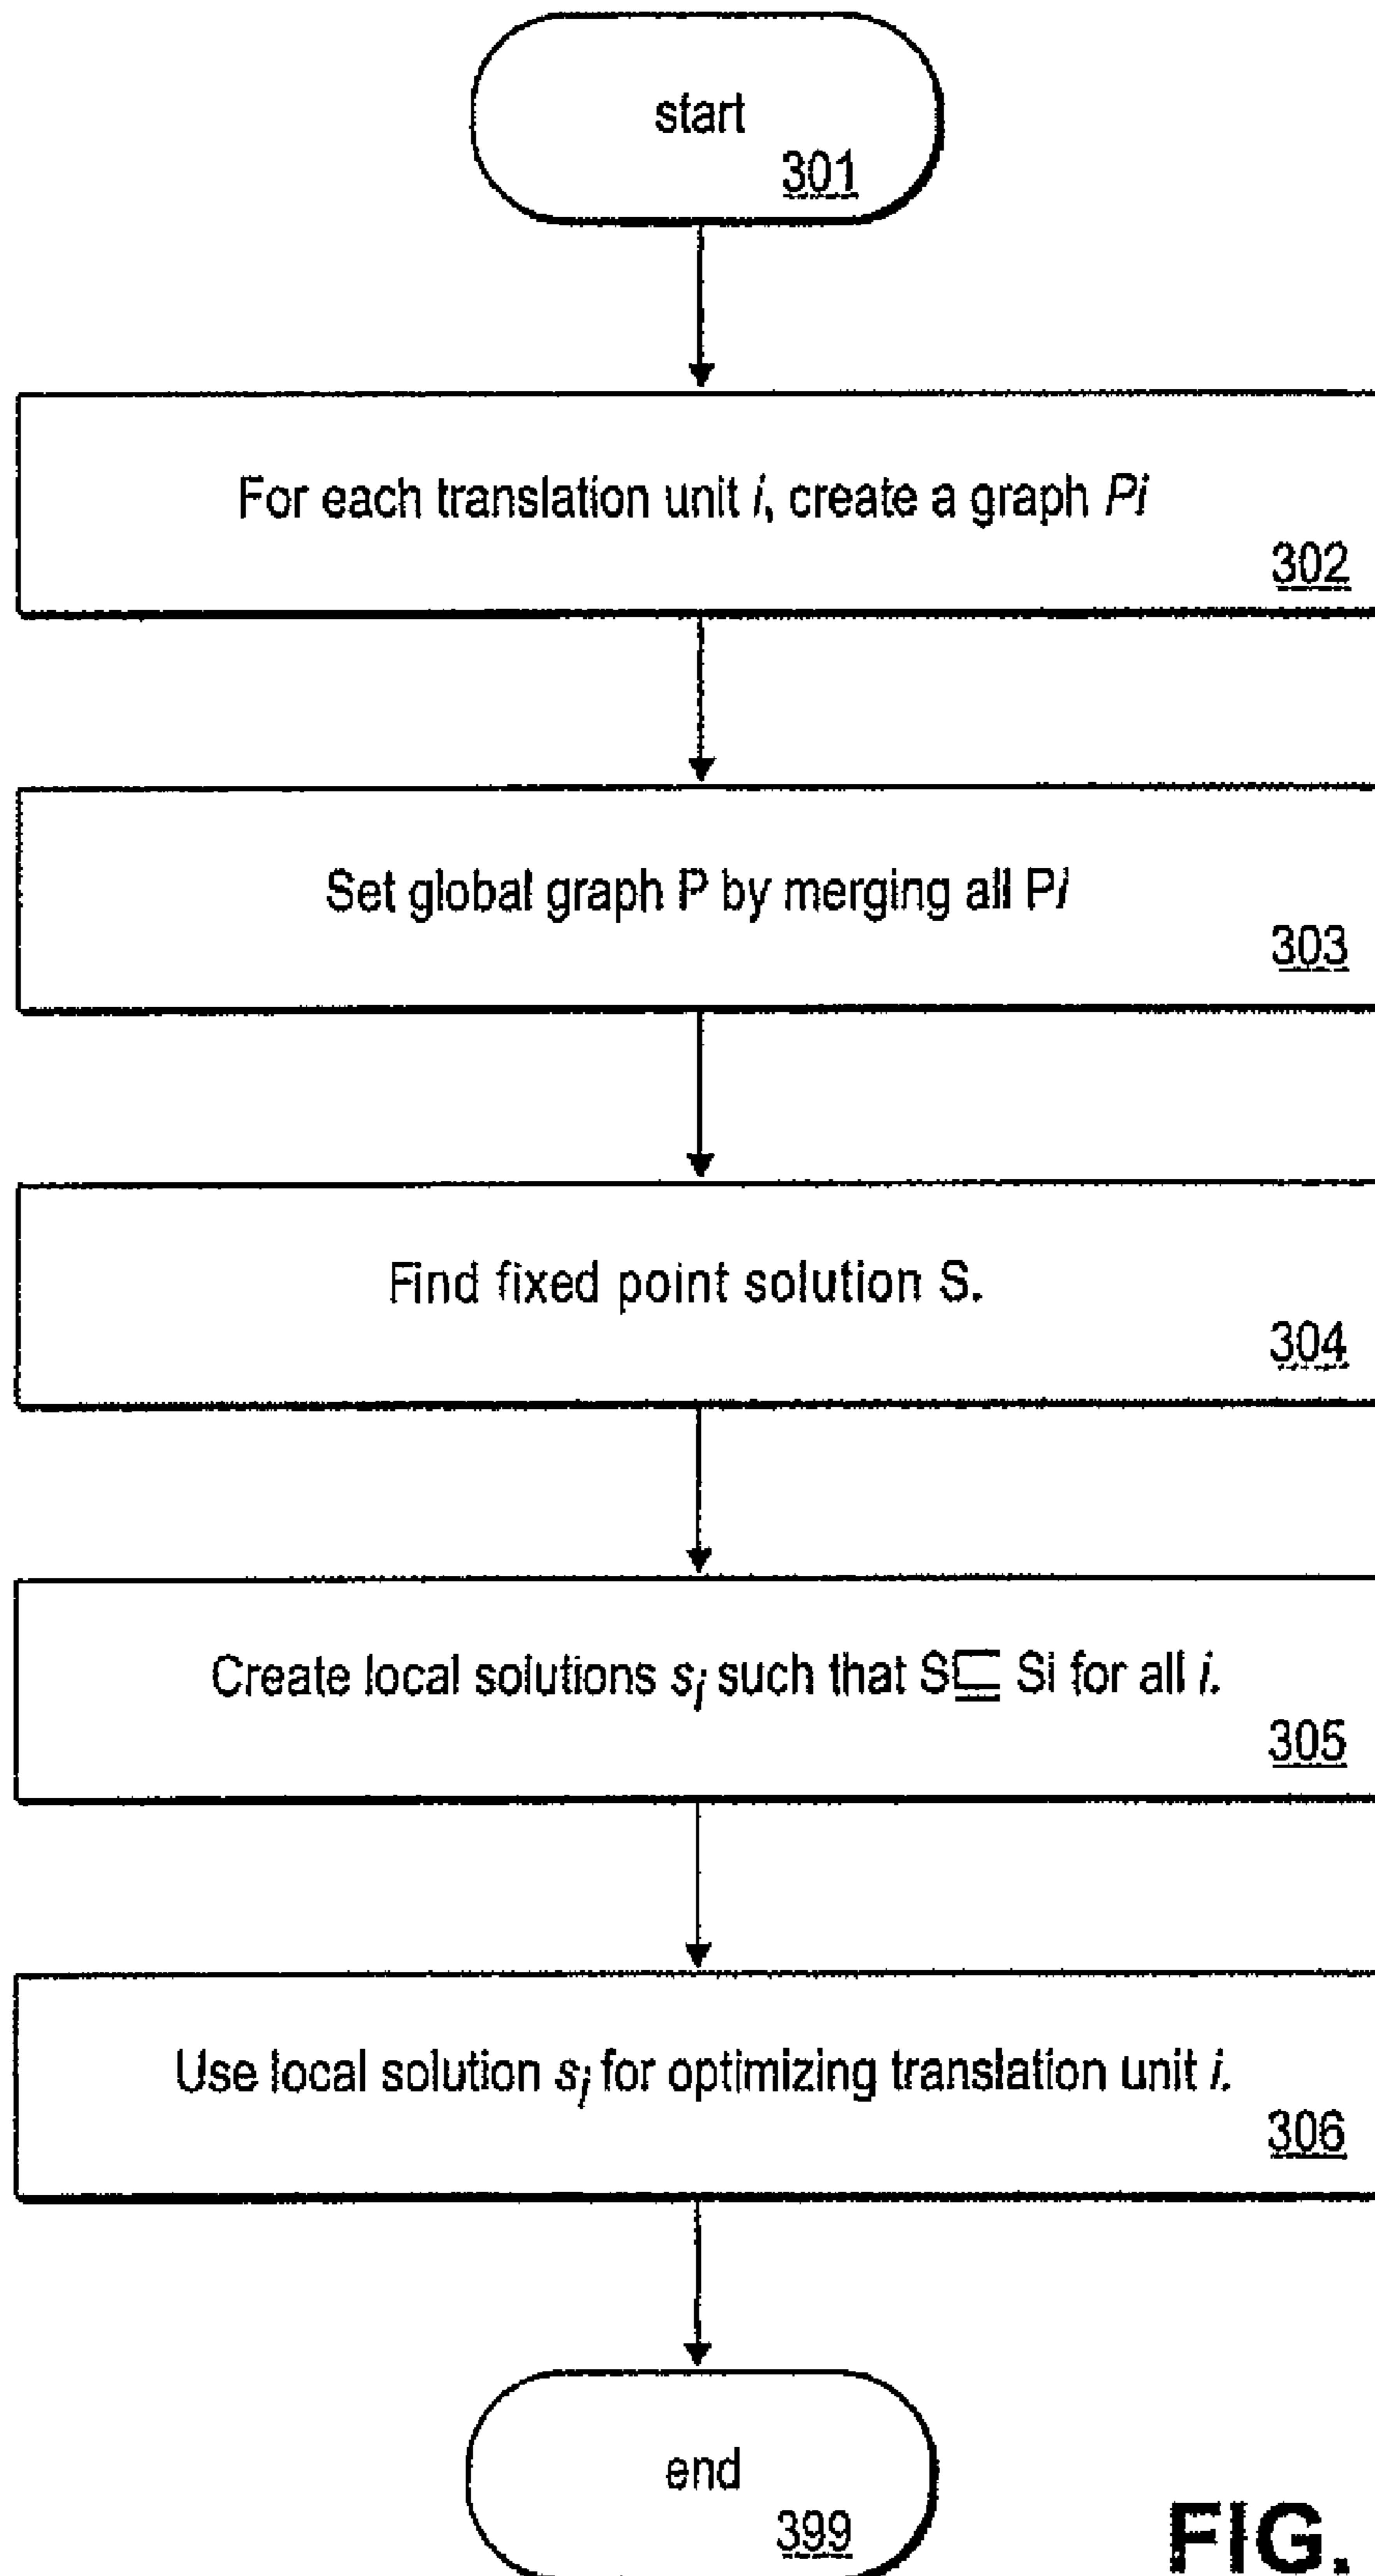 start
301
For each translation unit i, create a graph Pi
302
Set global graph P by merging all Pi
303
Find fixed point solution S.
304
Create local solutions si such that S⊑ Si for all i.
305
Use local solution si for optimizing translation unit i.
306
end
399
FIG.